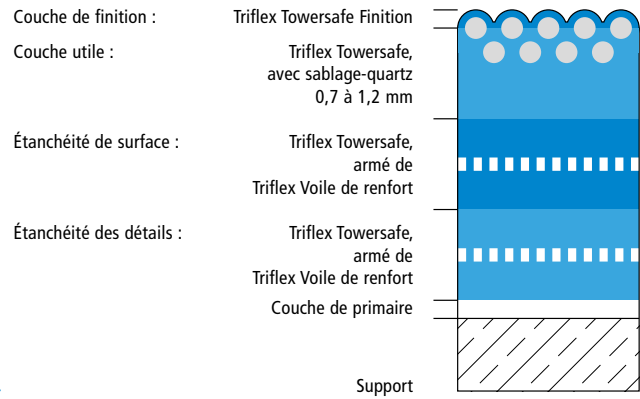 Couche de finition : Triflex Towersafe Finition
Couche utile : Triflex Towersafe,
avec sablage-quartz
0,7 à 1,2 mm
Étanchéité de surface : Triflex Towersafe,
armé de
Triflex Voile de renfort
Étanchéité des détails : Triflex Towersafe,
armé de
Triflex Voile de renfort
Couche de primaire
Support